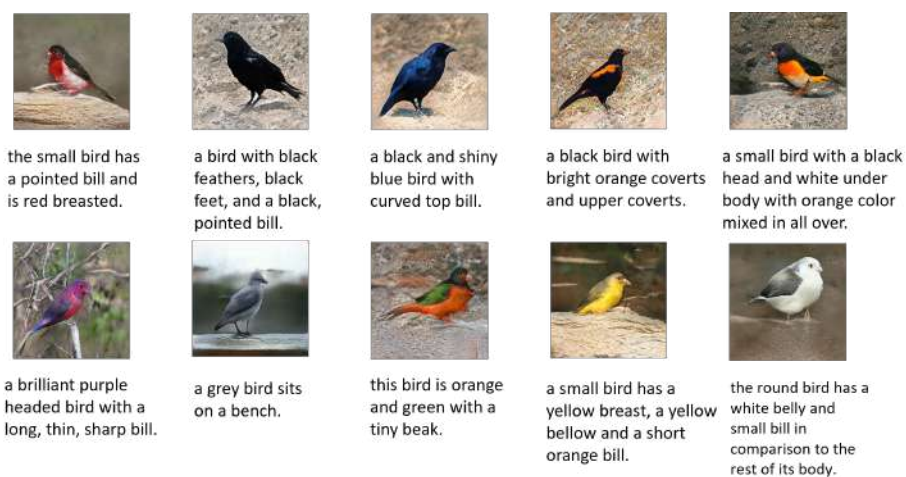 the small bird has
a pointed bill and
is red breasted.
a bird with black
feathers, black
feet, and a black,
pointed bill.
a black and shiny
blue bird with
curved top bill.
a black bird with
bright orange coverts
and upper coverts.
a small bird with a black
head and white under
body with orange color
mixed in all over.
a brilliant purple
headed bird with a
long, thin, sharp bill.
a grey bird sits
on a bench.
this bird is orange
and green with a
tiny beak.
a small bird has a
yellow breast, a yellow
bellow and a short
orange bill.
the round bird has a
white belly and
small bill in
comparison to the
rest of its body.